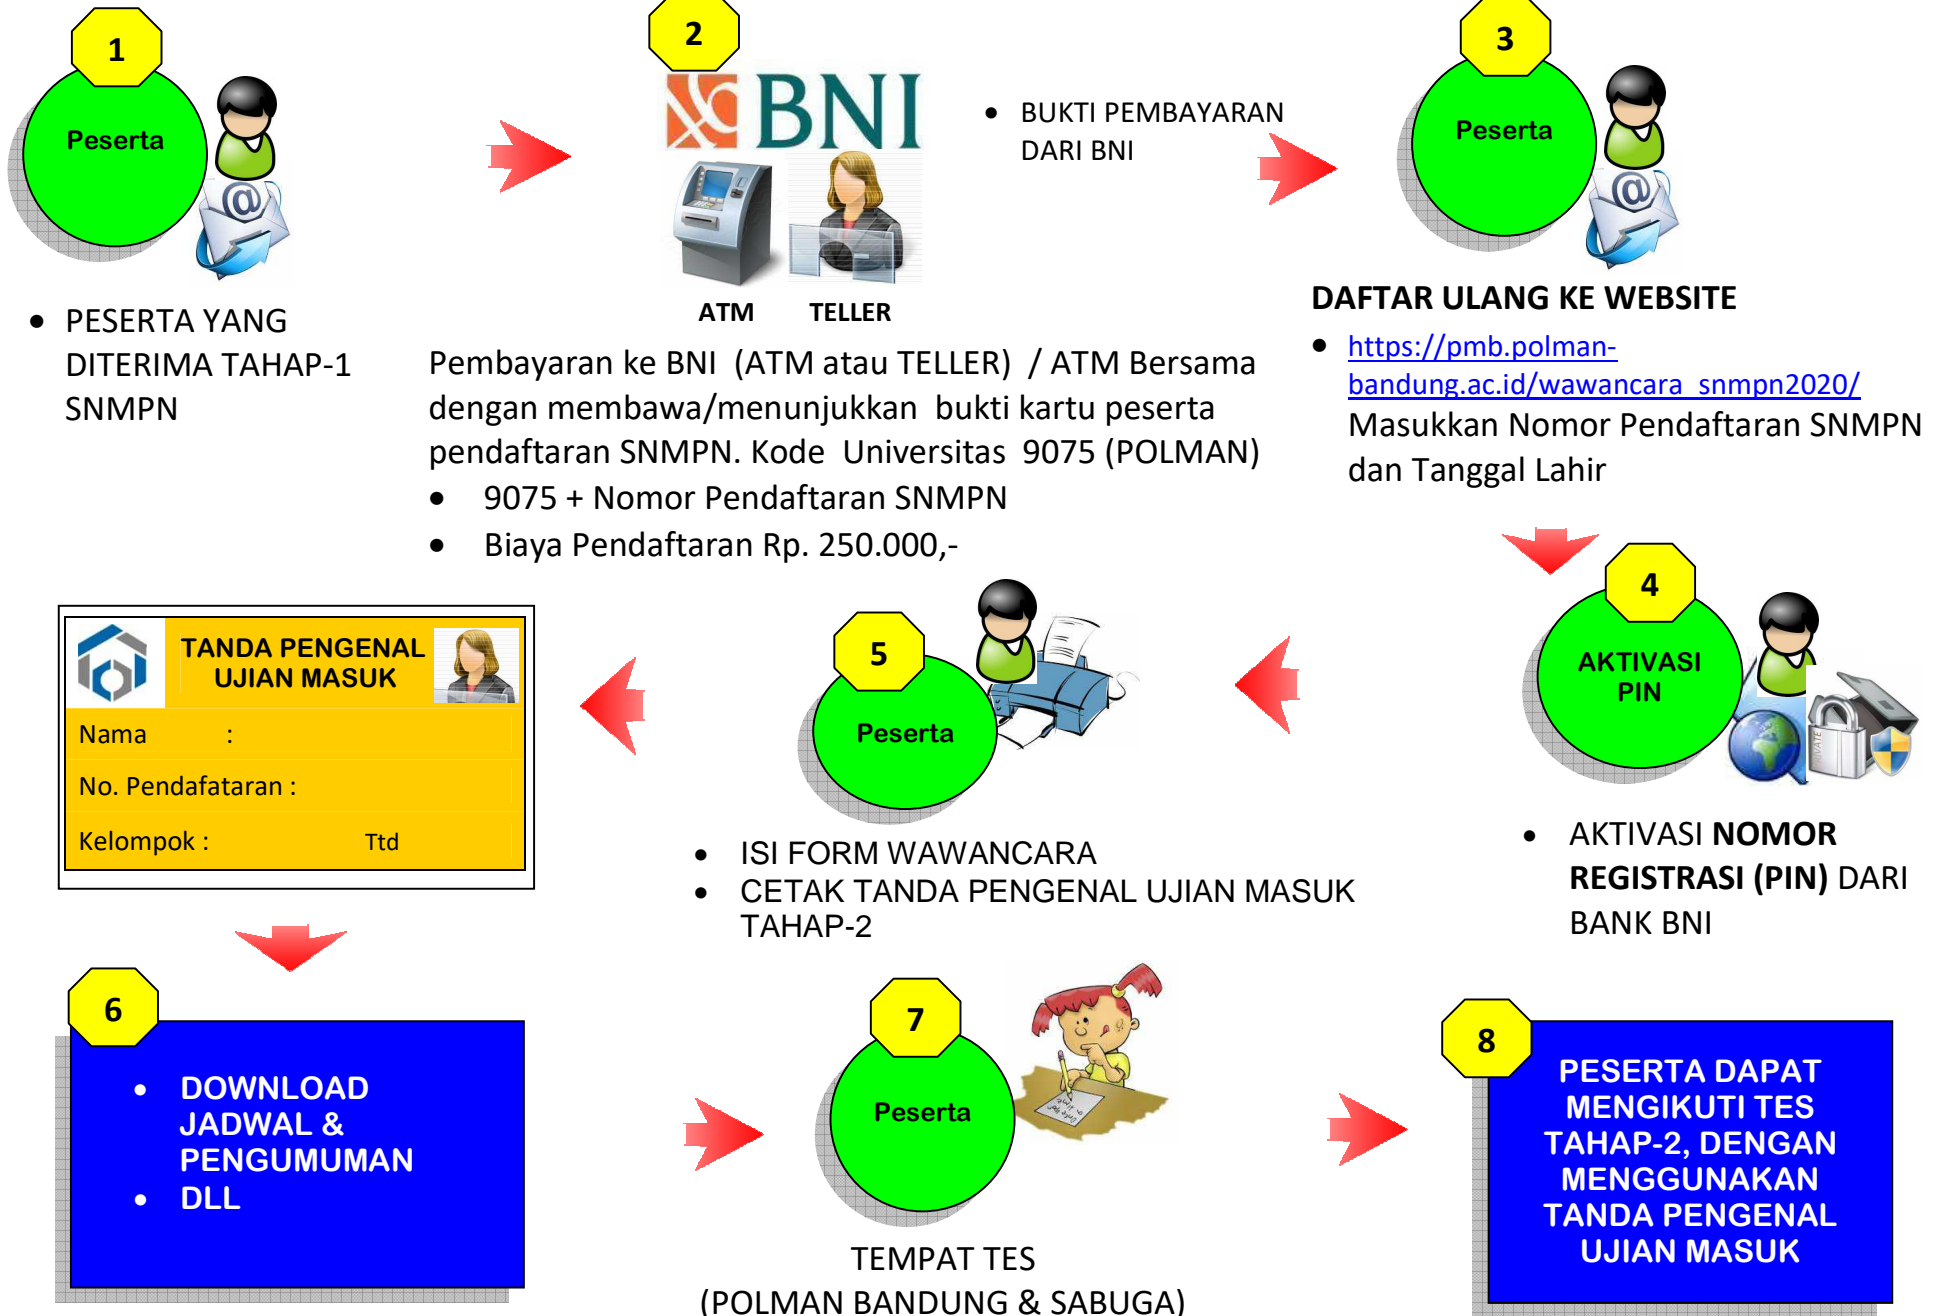 1
Peserta
PESERTA YANG
DITERIMA TAHAP-1
SNMPN
2
BNI
ATM
TELLER
Pembayaran ke BNI (ATM atau TELLER) / ATM Bersama
dengan membawa/menunjukkan bukti kartu peserta
pendaftaran SNMPN. Kode Universitas 9075 (POLMAN)
9075 + Nomor Pendaftaran SNMPN
Biaya Pendaftaran Rp. 250.000,-
BUKTI PEMBAYARAN
DARI BNI
3
Peserta
DAFTAR ULANG KE WEBSITE
https://pmb.polman-
bandung.ac.id/wawancara_snmpn2020/
Masukkan Nomor Pendaftaran SNMPN
dan Tanggal Lahir
4
AKTIVASI
PIN
AKTIVASI NOMOR
REGISTRASI (PIN) DARI
BANK BNI
5
Peserta
ISI FORM WAWANCARA
CETAK TANDA PENGENAL UJIAN MASUK
TAHAP-2
TANDA PENGENAL
UJIAN MASUK
Nama :
No. Pendafataran :
Kelompok : Ttd
6
DOWNLOAD
JADWAL &
PENGUMUMAN
DLL
7
Peserta
TEMPAT TES
(POLMAN BANDUNG & SABUGA)
8
PESERTA DAPAT
MENGIKUTI TES
TAHAP-2, DENGAN
MENGGUNAKAN
TANDA PENGENAL
UJIAN MASUK